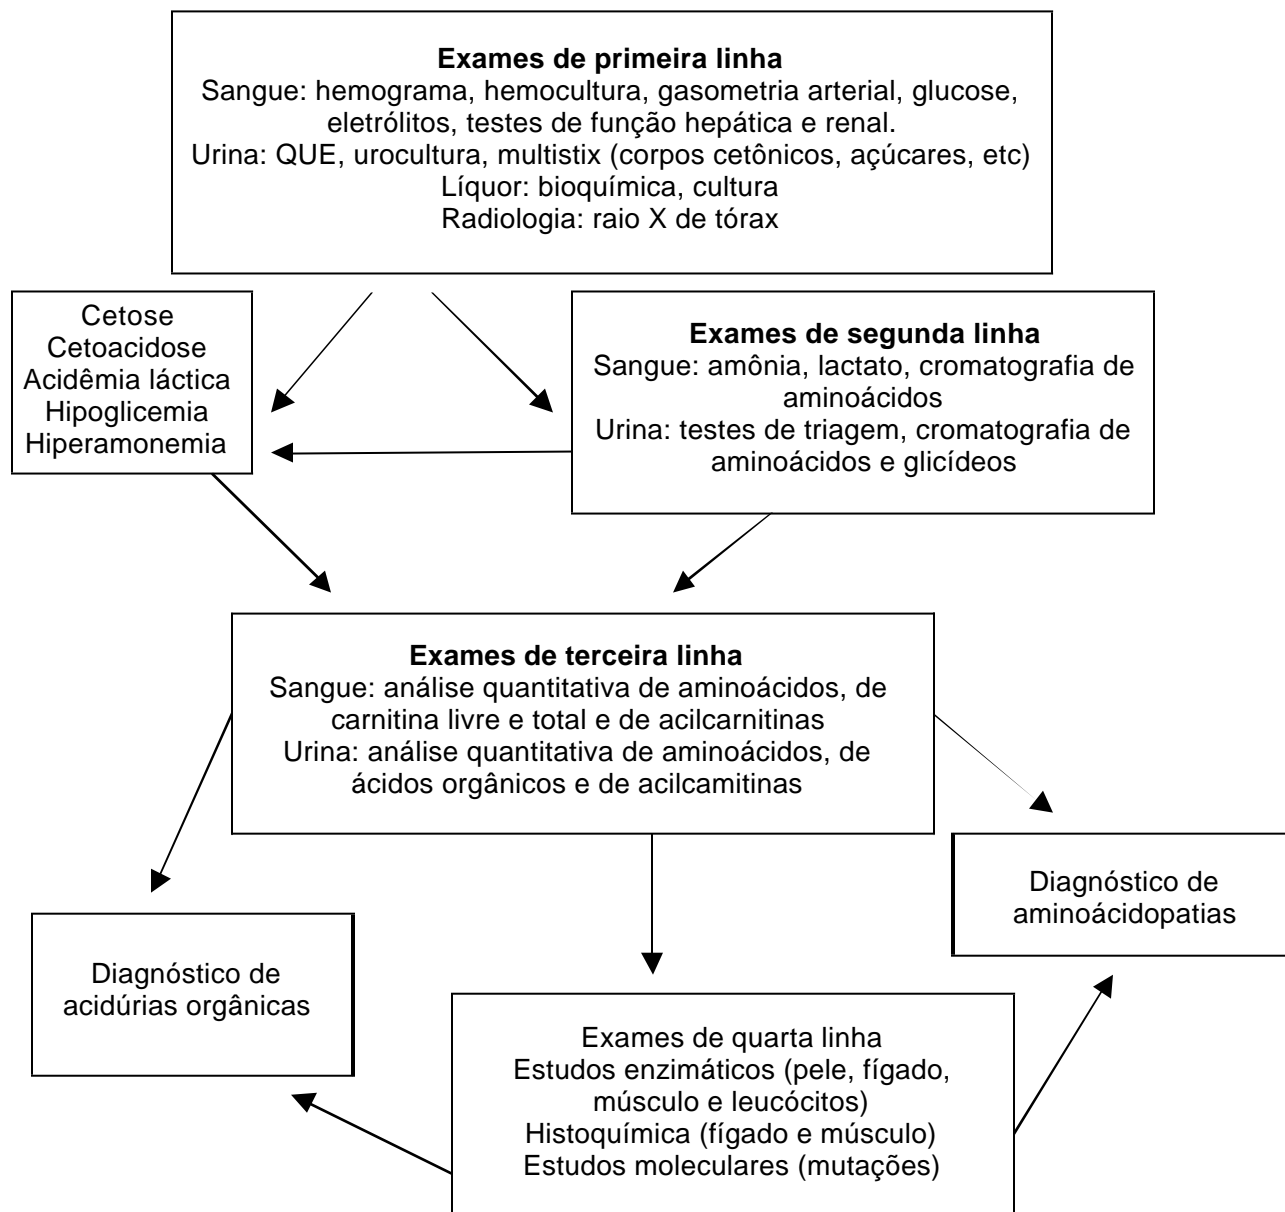 Exames de primeira linha
Sangue: hemograma, hemocultura, gasometria arterial, glucose,
eletrólitos, testes de função hepática e renal.
Urina: QUE, urocultura, multistix (corpos cetônicos, açúcares, etc)
Líquor: bioquímica, cultura
Radiologia: raio X de tórax
Cetose
Cetoacidose
Acidêmia láctica
Hipoglicemia
Hiperamonemia
Exames de segunda linha
Sangue: amônia, lactato, cromatografia de
aminoácidos
Urina: testes de triagem, cromatografia de
aminoácidos e glicídeos
Exames de terceira linha
Sangue: análise quantitativa de aminoácidos, de
carnitina livre e total e de acilcarnitinas
Urina: análise quantitativa de aminoácidos, de
ácidos orgânicos e de acilcamitinas
Diagnóstico de
aminoácidopatias
Diagnóstico de
acidúrias orgânicas
Exames de quarta linha
Estudos enzimáticos (pele, fígado,
músculo e leucócitos)
Histoquímica (fígado e músculo)
Estudos moleculares (mutações)